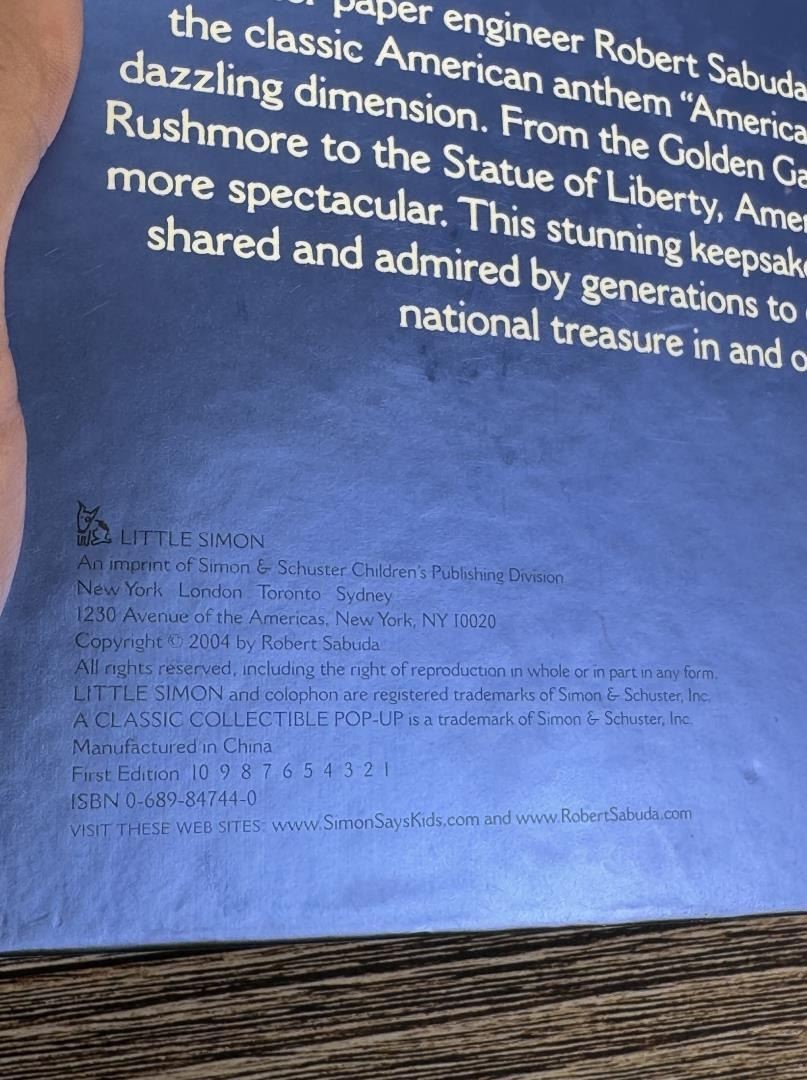 paper engineer Robert Sabuda
the classic American anthem “America
dazzling dimension. From the Golden Ga
Rushmore to the Statue of Liberty, Amer
more spectacular. This stunning keepsake
shared and admired by generations to
national treasure in and o
LITTLE SIMON
An imprint of Simon & Schuster Children's Publishing Division
New York London Toronto Sydney
1230 Avenue of the Americas, New York, NY 10020
Copyright © 2004 by Robert Sabuda
All rights reserved, including the right of reproduction in whole or in part in any form.
LITTLE SIMON and colophon are registered trademarks of Simon & Schuster, Inc.
A CLASSIC COLLECTIBLE POP-UP is a trademark of Simon & Schuster, Inc.
Manufactured in China
First Edition 10 9 8 7 6 5 4 3 2 1
ISBN 0-689-84744-0
VISIT THESE WEB SITES: www.SimonSaysKids.com and www.RobertSabuda.com